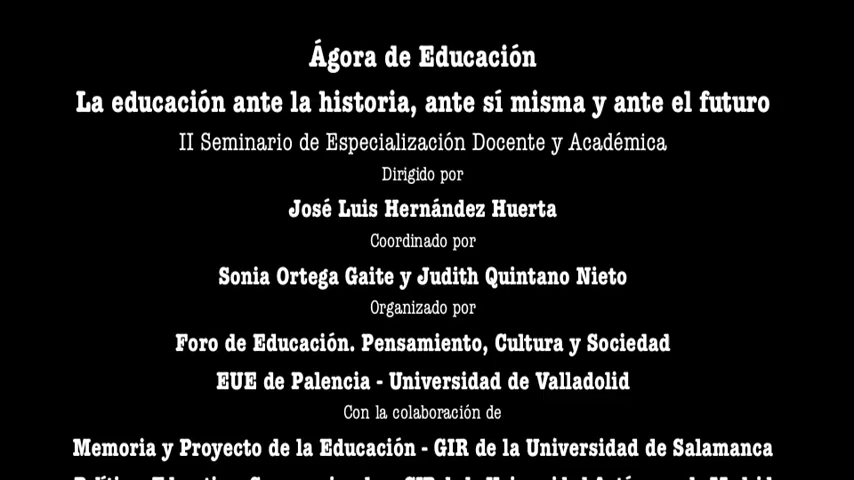 Ágora de Educación
La educación ante la historia, ante sí misma y ante el futuro
II Seminario de Especialización Docente y Académica
Dirigido por
José Luis Hernández Huerta
Coordinado por
Sonia Ortega Gaite y Judith Quintano Nieto
Organizado por
Foro de Educación. Pensamiento, Cultura y Sociedad
EUE de Palencia - Universidad de Valladolid
Con la colaboración de
Memoria y Proyecto de la Educación - GIR de la Universidad de Salamanca